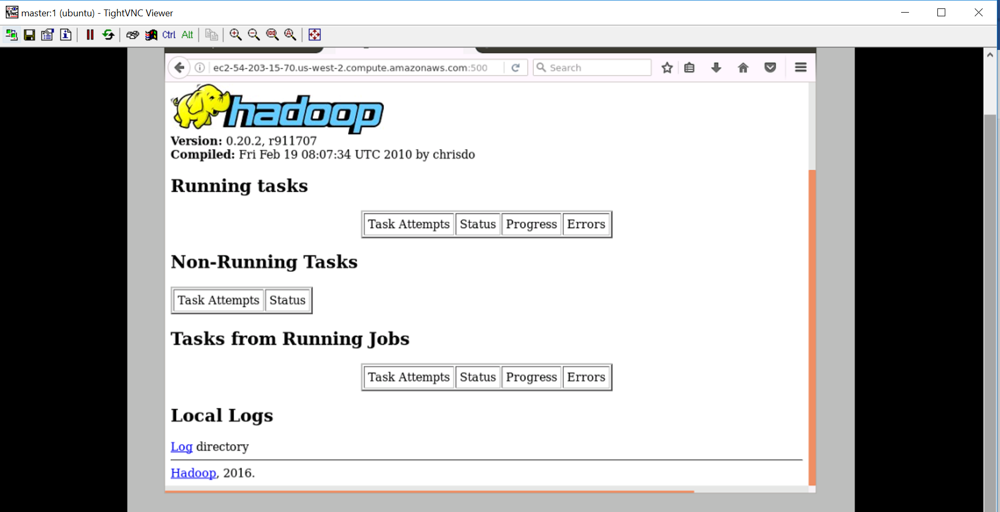 master:1 (ubuntu) - TightVNC Viewer
Ctrl Alt
ec2-54-203-15-70.us-west-2.compute.amazonaws.com:500
Search
hadoop
Version: 0.20.2, r911707
Compiled: Fri Feb 19 08:07:34 UTC 2010 by chrisdo
Running tasks
Task Attempts Status Progress Errors
Non-Running Tasks
Task Attempts Status
Tasks from Running Jobs
Task Attempts Status Progress Errors
Local Logs
Log directory
Hadoop, 2016.